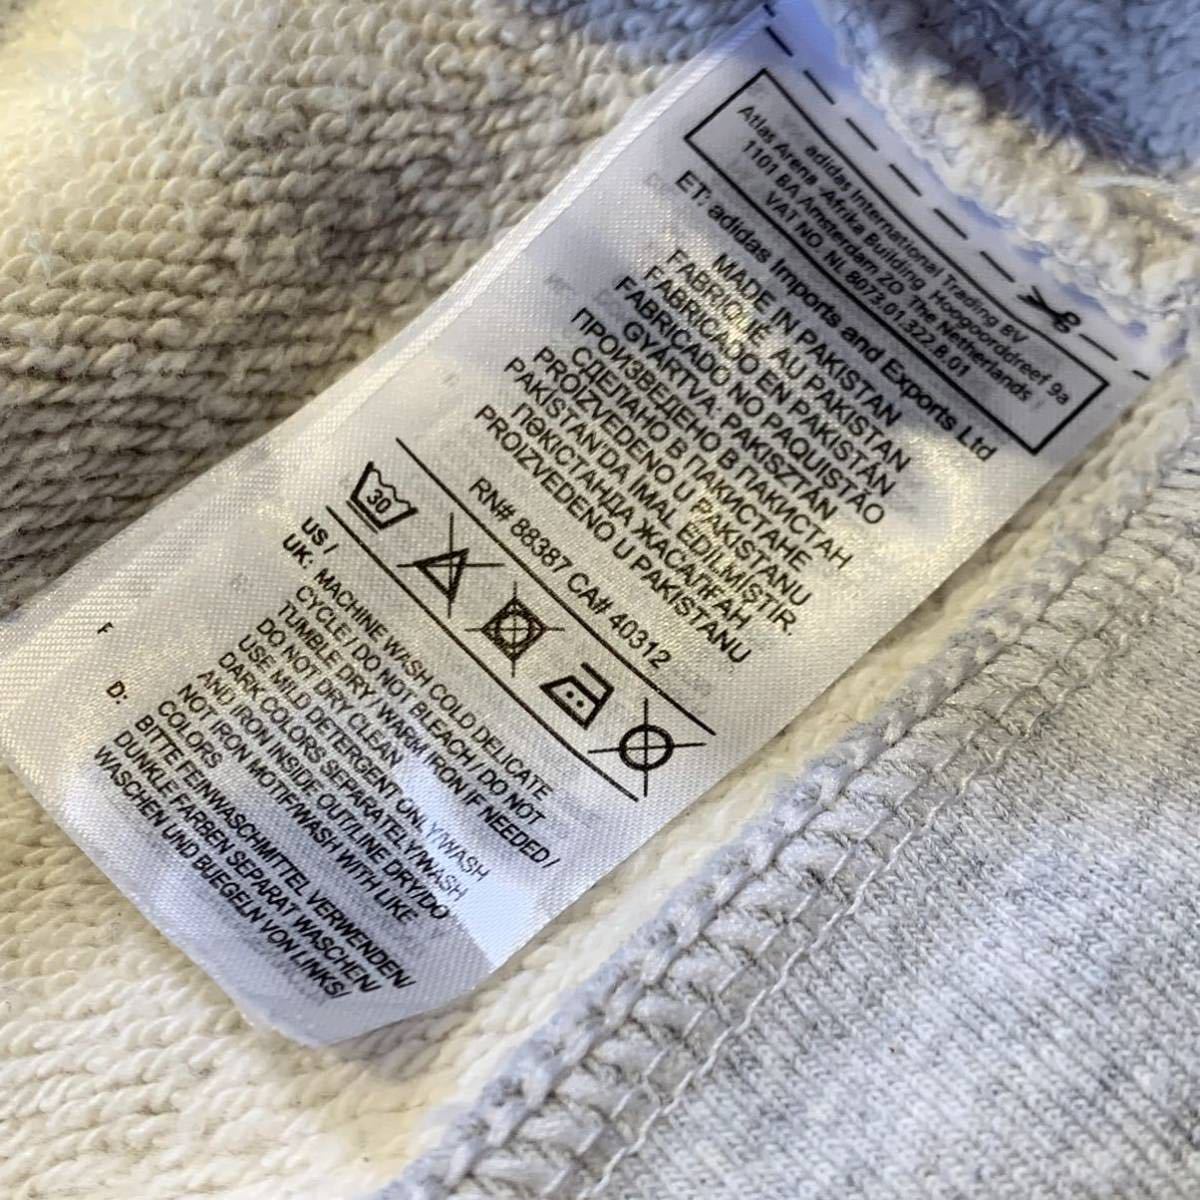 adidas International Trading BV
Atlas Arena -Afrika Building Hoogoorddreef 9a
1101 BA Amsterdam ZO The Netherlands
VAT NO. NL 8073.01.322.B.01
ET: adidas Imports and Exports Ltd
MADE IN PAKISTAN
FABRIQUÉ AU PAKISTAN
FABRICADO EN PAKISTÁN
FABRICADO NO PAQUISTÃO
GYÁRTVA: PAKISZTÁN
ПРОИЗВЕДЕНО В ПАКИСТАН
СДЕЛАНО В ПАКИСТАНЕ
PROIZVEDENO U PAKISTANU
PAKİSTAN'DA IMAL EDILMIŞTIR.
ПӘКІСТАНДА ЖАСАЛҒАН
PROIZVEDENO U PAKISTANU
RN# 88387 CA# 40312
30
US /
UK: MACHINE WASH COLD DELICATE
CYCLE / DO NOT BLEACH / DO NOT
TUMBLE DRY / WARM IRON IF NEEDED/
DO NOT DRY CLEAN
USE MILD DETERGENT ONLY/WASH
DARK COLORS SEPARATELY/WASH
AND IRON INSIDE OUT/LINE DRY/DO
NOT IRON MOTIF/WASH WITH LIKE
COLORS
D: BITTE FEINWASCHMITTEL VERWENDEN/
DUNKLE FARBEN SEPARAT WASCHEN/
WASCHEN UND BUEGELN VON LINKS/
F